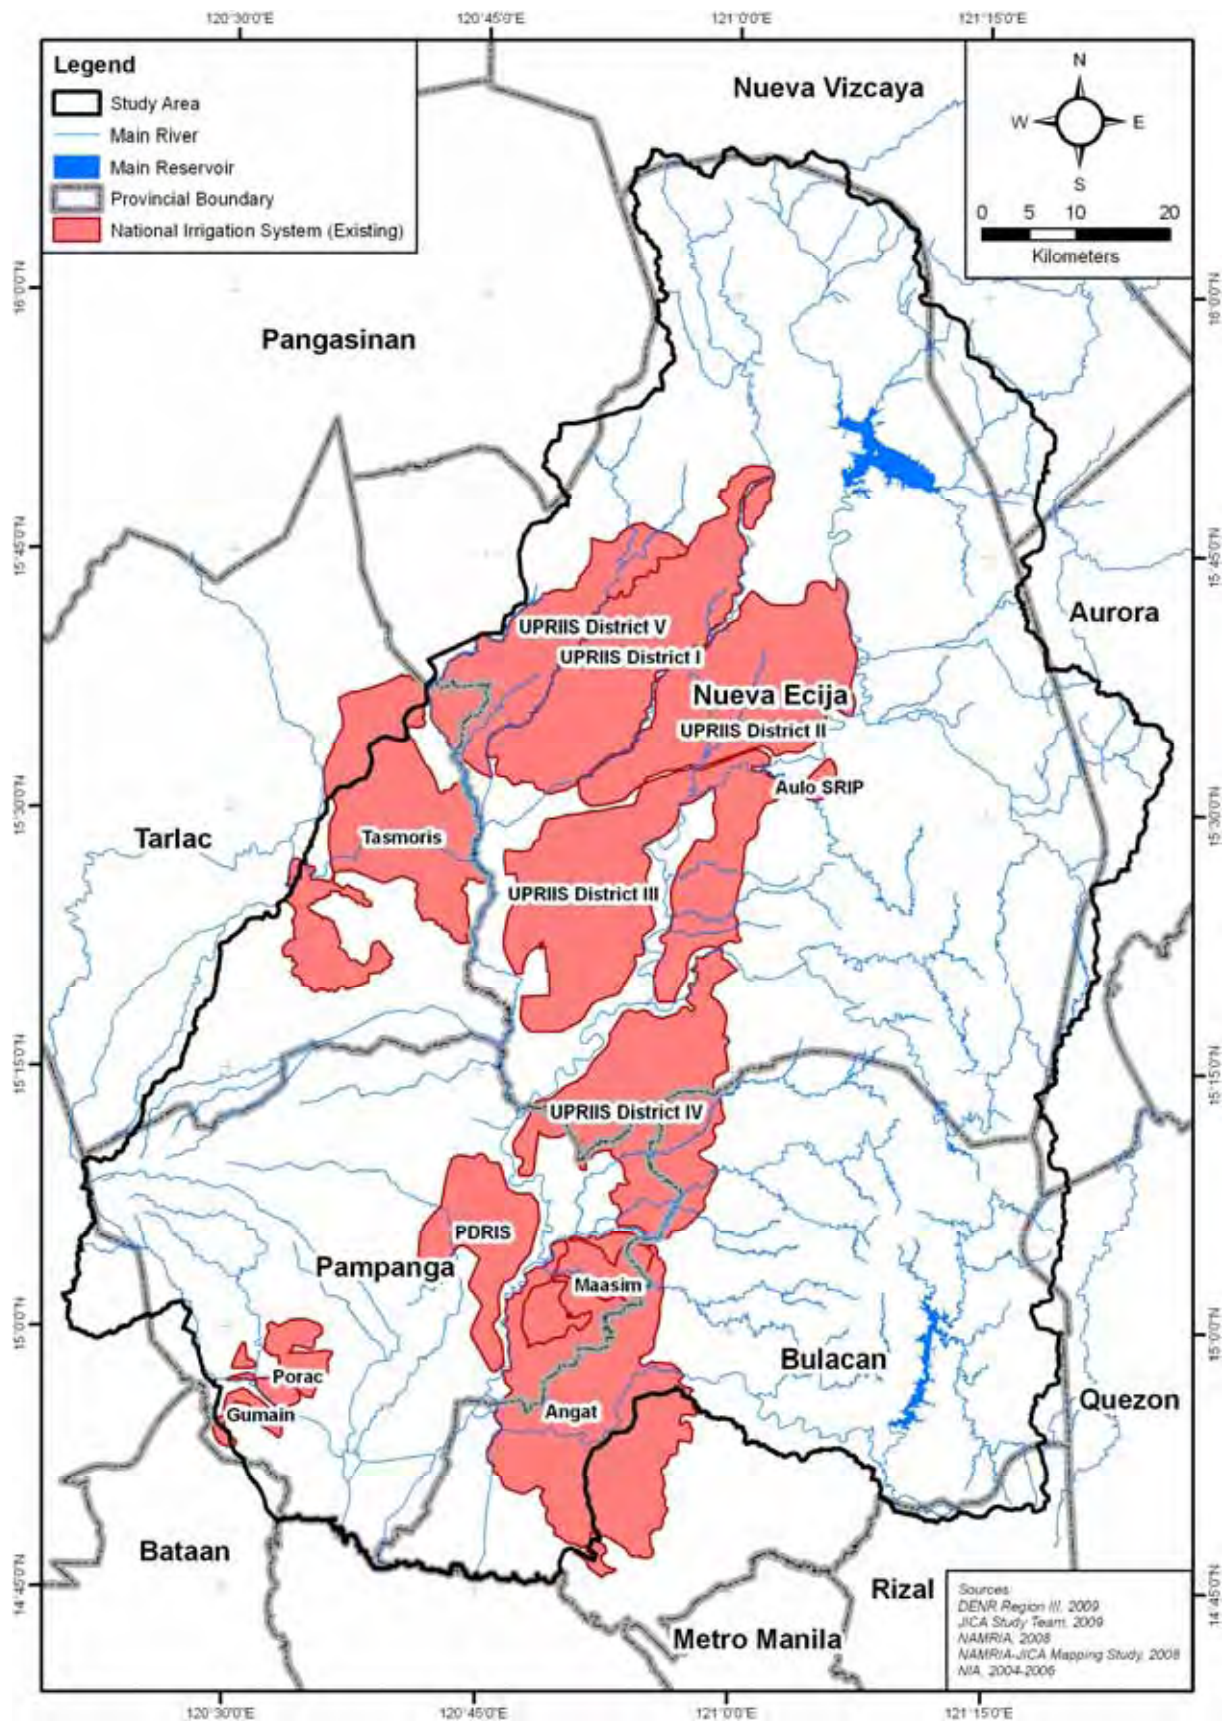 120°30'0"E
120°45'0"E
121°0'0"E
121°15'0"E
Legend
Study Area
Main River
Main Reservoir
Provincial Boundary
National Irrigation System (Existing)
Nueva Vizcaya
N
W
E
S
0 5 10 20
Kilometers
16°0'0"N
16°0'0"N
Pangasinan
15°45'0"N
15°45'0"N
Aurora
UPRIIS District V
UPRIIS District I
Nueva Ecija
UPRIIS District II
Aulo SRIP
15°30'0"N
15°30'0"N
Tarlac
Tasmoris
UPRIIS District III
15°15'0"N
15°15'0"N
UPRIIS District IV
PDRIS
Pampanga
Maasim
15°0'0"N
15°0'0"N
Bulacan
Porac
Gumain
Angat
Quezon
Bataan
Rizal
Metro Manila
14°45'0"N
14°45'0"N
Sources:
DENR Region III, 2009
JICA Study Team, 2009
NAMRIA, 2008
NAMRIA-JICA Mapping Study, 2008
NIA, 2004-2006
120°30'0"E
120°45'0"E
121°0'0"E
121°15'0"E